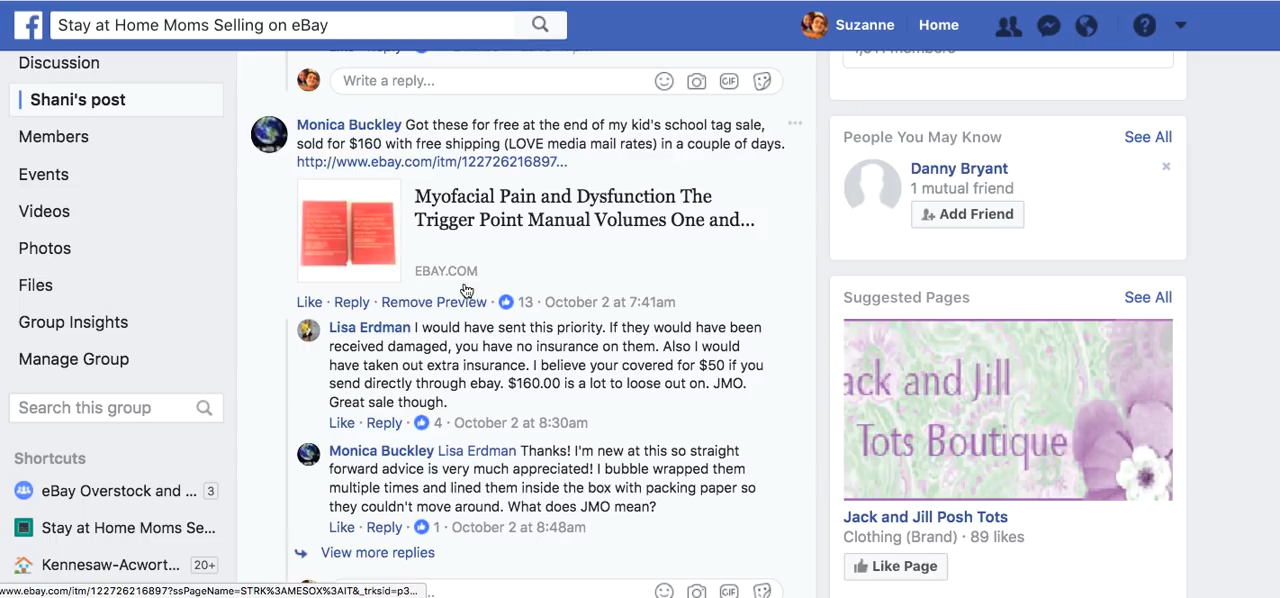 Stay at Home Moms Selling on eBay
Suzanne
Home
Discussion
Shani's post
Members
Events
Videos
Photos
Files
Group Insights
Manage Group
Search this group
Shortcuts
eBay Overstock and ... 3
Stay at Home Moms Se...
Kennesaw-Acwort... 20+
www.ebay.com/itm/122726216897?ssPageName=STRK%3AMESOX%3AIT&_trksid=p3...
Write a reply...
GIF
Monica Buckley Got these for free at the end of my kid's school tag sale,
sold for $160 with free shipping (LOVE media mail rates) in a couple of days.
http://www.ebay.com/itm/122726216897...
Myofacial Pain and Dysfunction The
Trigger Point Manual Volumes One and...
EBAY.COM
Like · Reply · Remove Preview · 13 · October 2 at 7:41am
Lisa Erdman I would have sent this priority. If they would have been
received damaged, you have no insurance on them. Also I would
have taken out extra insurance. I believe your covered for $50 if you
send directly through ebay. $160.00 is a lot to loose out on. JMO.
Great sale though.
Like · Reply · 4 · October 2 at 8:30am
Monica Buckley Lisa Erdman Thanks! I'm new at this so straight
forward advice is very much appreciated! I bubble wrapped them
multiple times and lined them inside the box with packing paper so
they couldn't move around. What does JMO mean?
Like · Reply · 1 · October 2 at 8:48am
View more replies
GIF
People You May Know
See All
Danny Bryant
1 mutual friend
Add Friend
Suggested Pages
See All
ack and Jill
Tots Boutique
Jack and Jill Posh Tots
Clothing (Brand) · 89 likes
Like Page